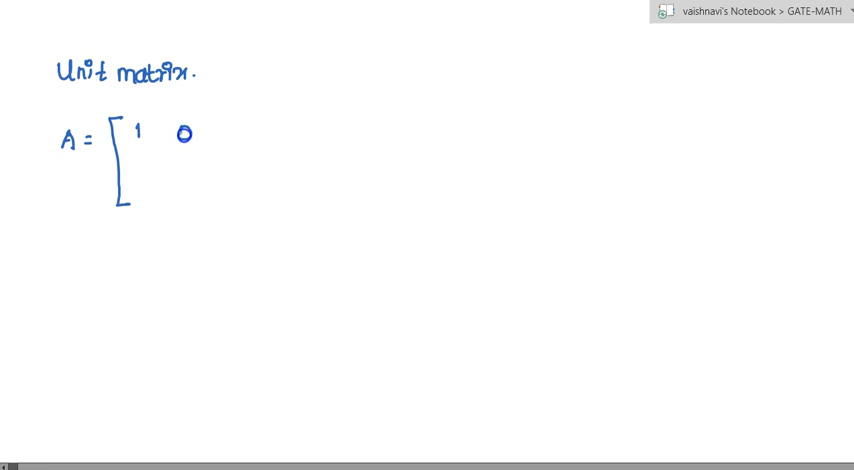 vaishnavi's Notebook > GATE-MATH
Unit matrix.
A = [ 1 0